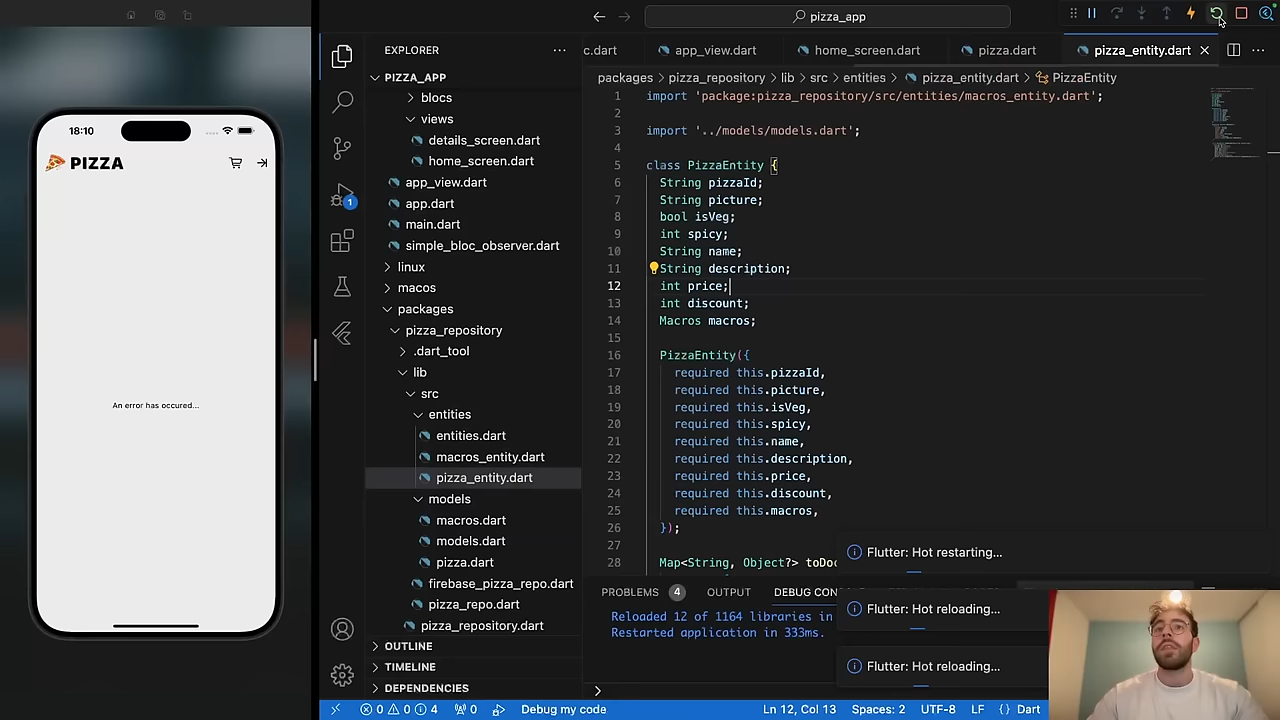 18:10
PIZZA
An error has occured...
pizza_app
EXPLORER
PIZZA_APP
blocs
views
details_screen.dart
home_screen.dart
app_view.dart
app.dart
main.dart
simple_bloc_observer.dart
linux
macos
packages
pizza_repository
.dart_tool
lib
src
entities
entities.dart
macros_entity.dart
pizza_entity.dart
models
macros.dart
models.dart
pizza.dart
firebase_pizza_repo.dart
pizza_repo.dart
pizza_repository.dart
OUTLINE
TIMELINE
DEPENDENCIES
1
c.dart app_view.dart home_screen.dart pizza.dart pizza_entity.dart
packages > pizza_repository > lib > src > entities > pizza_entity.dart > PizzaEntity
1 import 'package:pizza_repository/src/entities/macros_entity.dart';
2
3 import '../models/models.dart';
4
5 class PizzaEntity {
6 String pizzaId;
7 String picture;
8 bool isVeg;
9 int spicy;
10 String name;
11 String description;
12 int price;
13 int discount;
14 Macros macros;
15
16 PizzaEntity({
17 required this.pizzaId,
18 required this.picture,
19 required this.isVeg,
20 required this.spicy,
21 required this.name,
22 required this.description,
23 required this.price,
24 required this.discount,
25 required this.macros,
26 });
27
28 Map<String, Object?> toDoc
Flutter: Hot restarting...
Flutter: Hot reloading...
Flutter: Hot reloading...
PROBLEMS 4 OUTPUT DEBUG CON
Reloaded 12 of 1164 libraries in
Restarted application in 333ms.
0 0 4 0 Debug my code Ln 12, Col 13 Spaces: 2 UTF-8 LF {} Dart